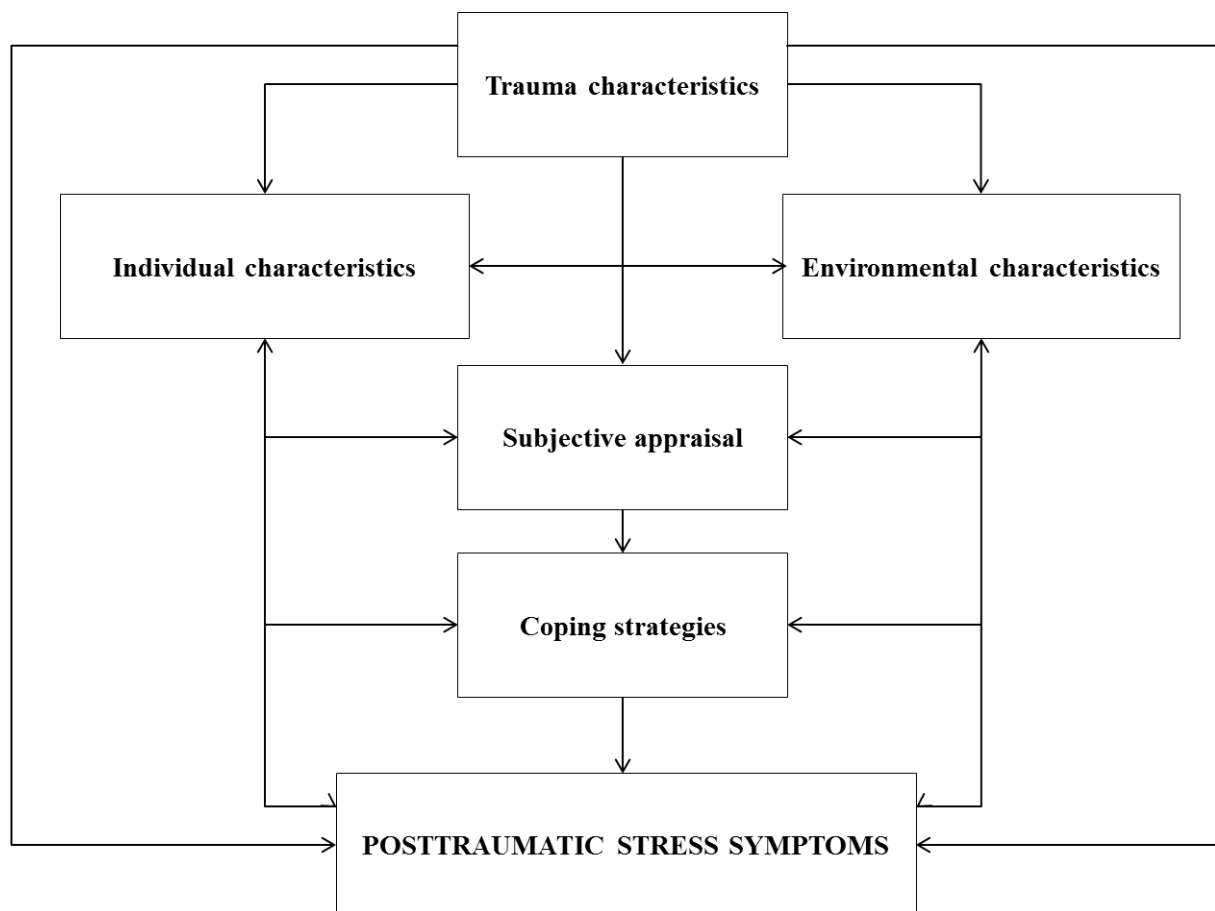 Trauma characteristics
Individual characteristics
Environmental characteristics
Subjective appraisal
Coping strategies
POSTTRAUMATIC STRESS SYMPTOMS